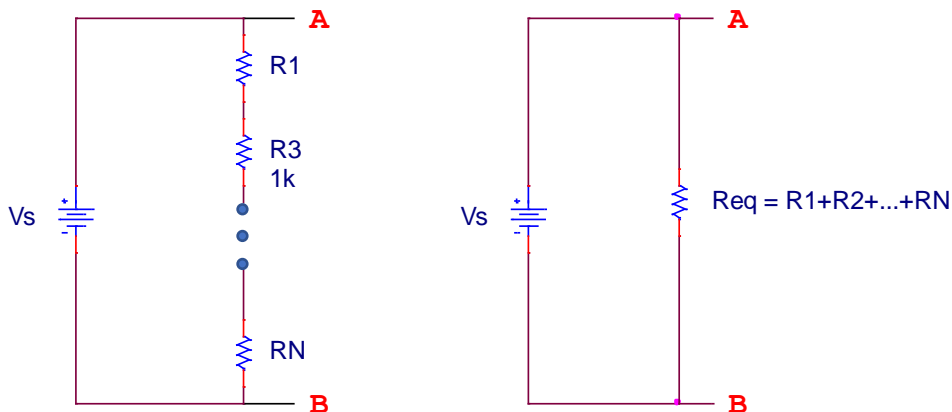 A
R1
R3
1k
+
Vs
-
RN
B
A
+
Vs
-
Req = R1+R2+...+RN
B